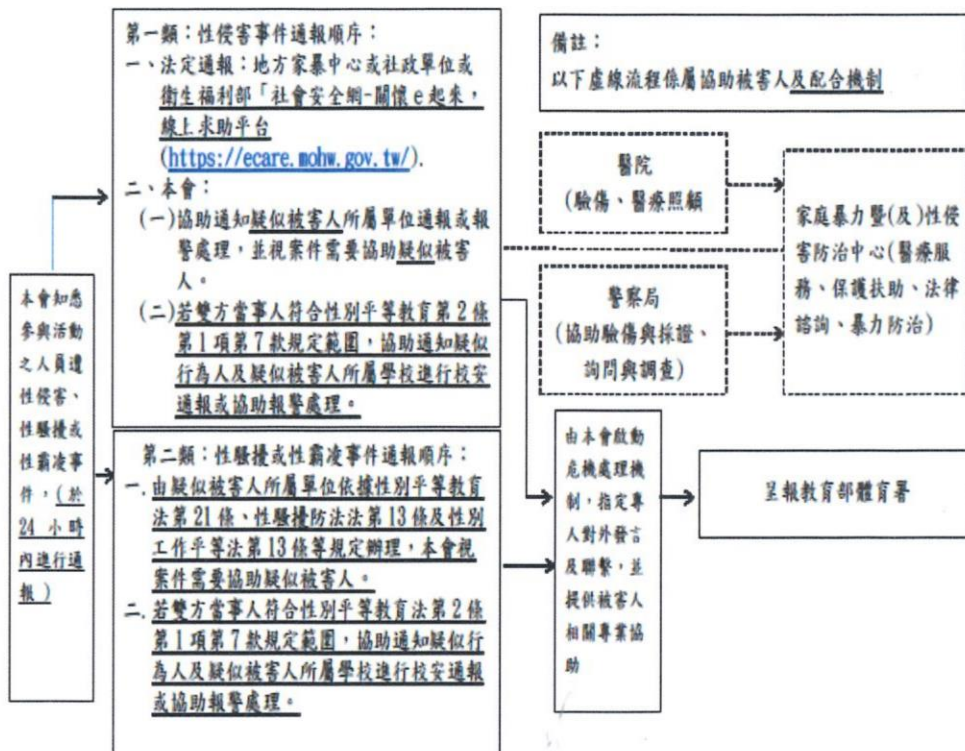 本會知悉
參與活動
之人員遭
性侵害、
性騷擾或
性霸凌事
件，(於
24 小時
內進行通
報)
第一類：性侵害事件通報順序：
一、法定通報：地方家暴中心或社政單位或
衛生福利部「社會安全網-關懷e起來，
線上求助平台
(https://ecare.mohw.gov.tw/).
二、本會：
(一)協助通知疑似被害人所屬單位通報或報
警處理，並視案件需要協助疑似被害
人。
(二)若雙方當事人符合性別平等教育第2條
第1項第7款規定範圍，協助通知疑似
行為人及疑似被害人所屬學校進行校安
通報或協助報警處理。
第二類：性騷擾或性霸凌事件通報順序：
一.由疑似被害人所屬單位依據性別平等教育
法第21條、性騷擾防法法第13條及性別
工作平等法第13條等規定辦理，本會視
案件需要協助疑似被害人。
二.若雙方當事人符合性別平等教育法第2條
第1項第7款規定範圍，協助通知疑似行
為人及疑似被害人所屬學校進行校安通報
或協助報警處理。
備註：
以下虛線流程係屬協助被害人及配合機制
醫院
(驗傷、醫療照顧
警察局
(協助驗傷與採證、
詢問與調查)
家庭暴力暨(及)性
侵害防治中心(醫療服
務、保護扶助、法律
諮詢、暴力防治)
由本會啟動
危機處理機
制，指定專
人對外發言
及聯繫，並
提供被害人
相關專業協
助
呈報教育部體育署